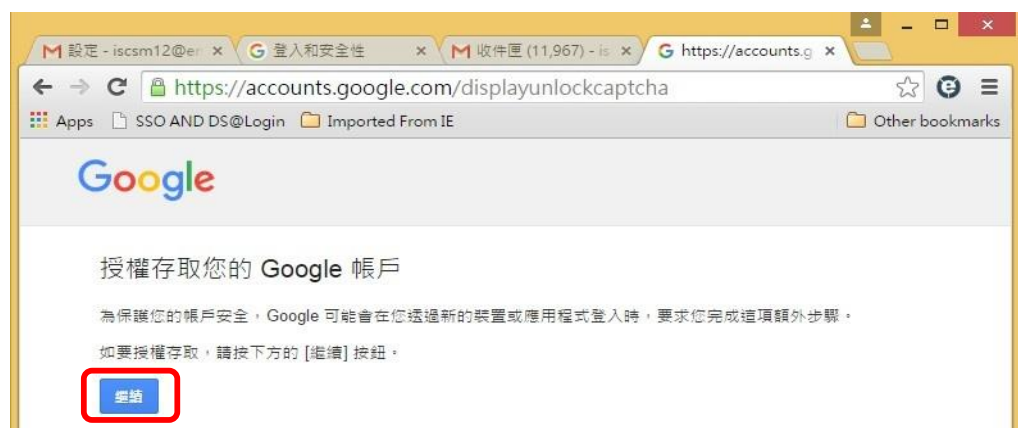 設定 - iscsm12@en
登入和安全性
收件匣 (11,967) - is
https://accounts.g
https://accounts.google.com/displayunlockcaptcha
Apps
SSO AND DS@Login
Imported From IE
Other bookmarks
Google
授權存取您的 Google 帳戶
為保護您的帳戶安全，Google 可能會在您透過新的裝置或應用程式登入時，要求您完成這項額外步驟。
如要授權存取，請按下方的 [繼續] 按鈕。
繼續